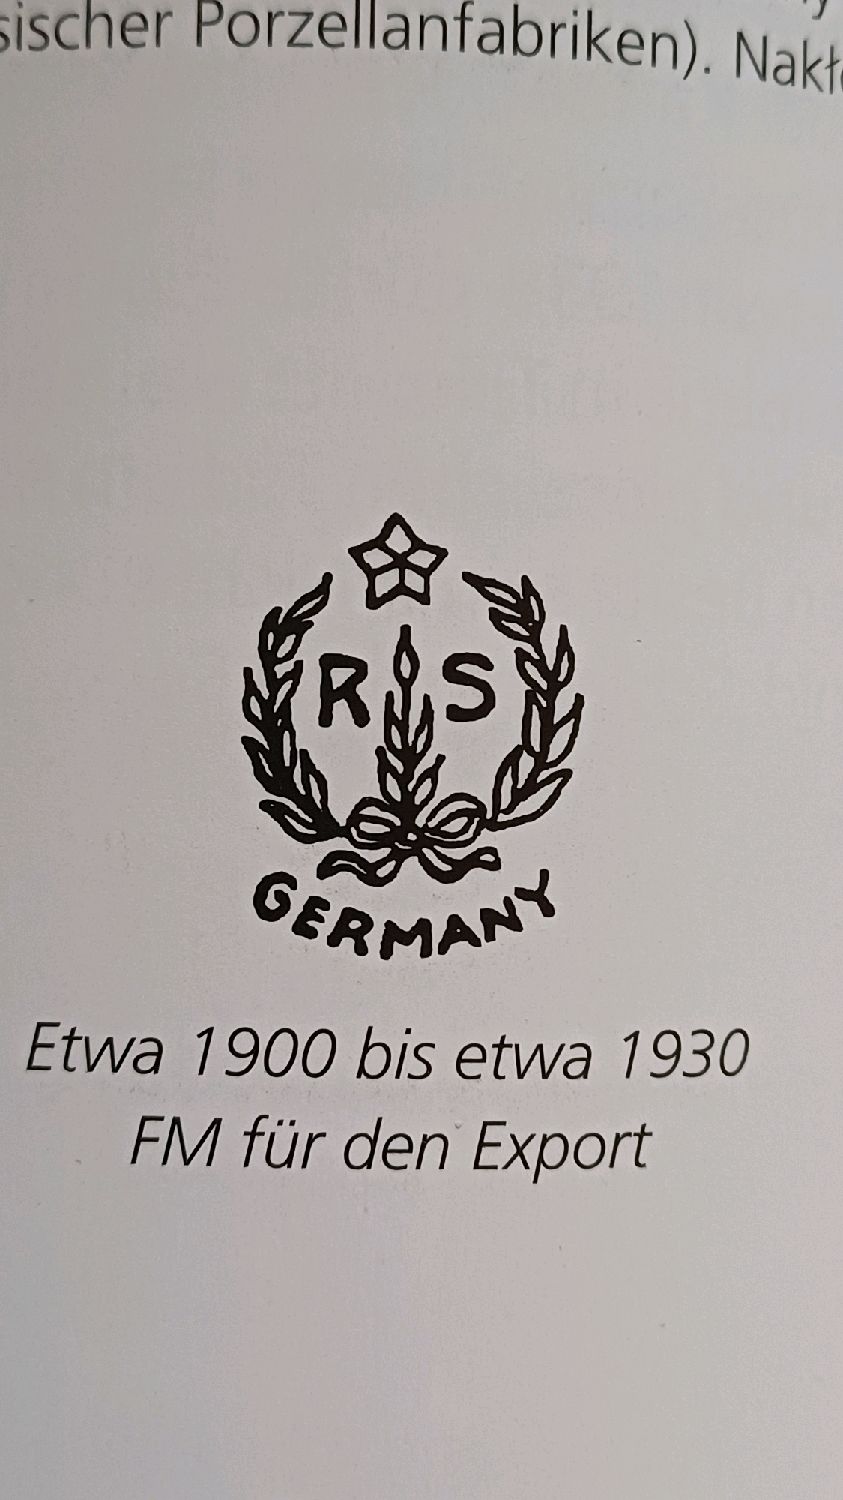 sischer Porzellanfabriken). Nakł
R S
GERMANY
Etwa 1900 bis etwa 1930
FM für den Export